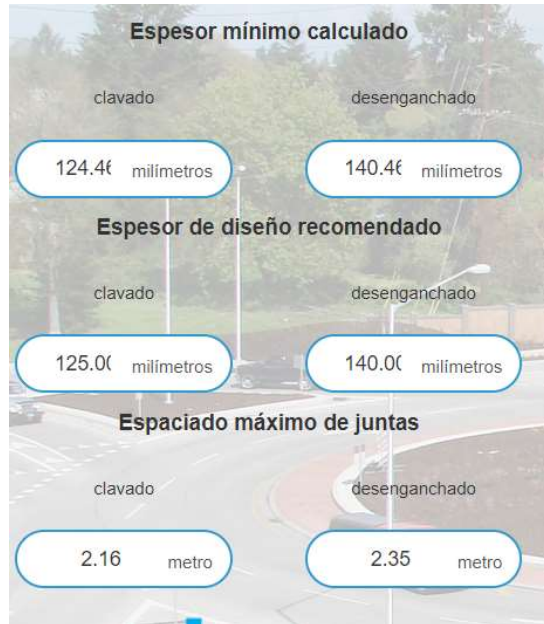 Espesor mínimo calculado
clavado desenganchado
124.46 milímetros 140.46 milímetros
Espesor de diseño recomendado
clavado desenganchado
125.00 milímetros 140.00 milímetros
Espaciado máximo de juntas
clavado desenganchado
2.16 metro 2.35 metro